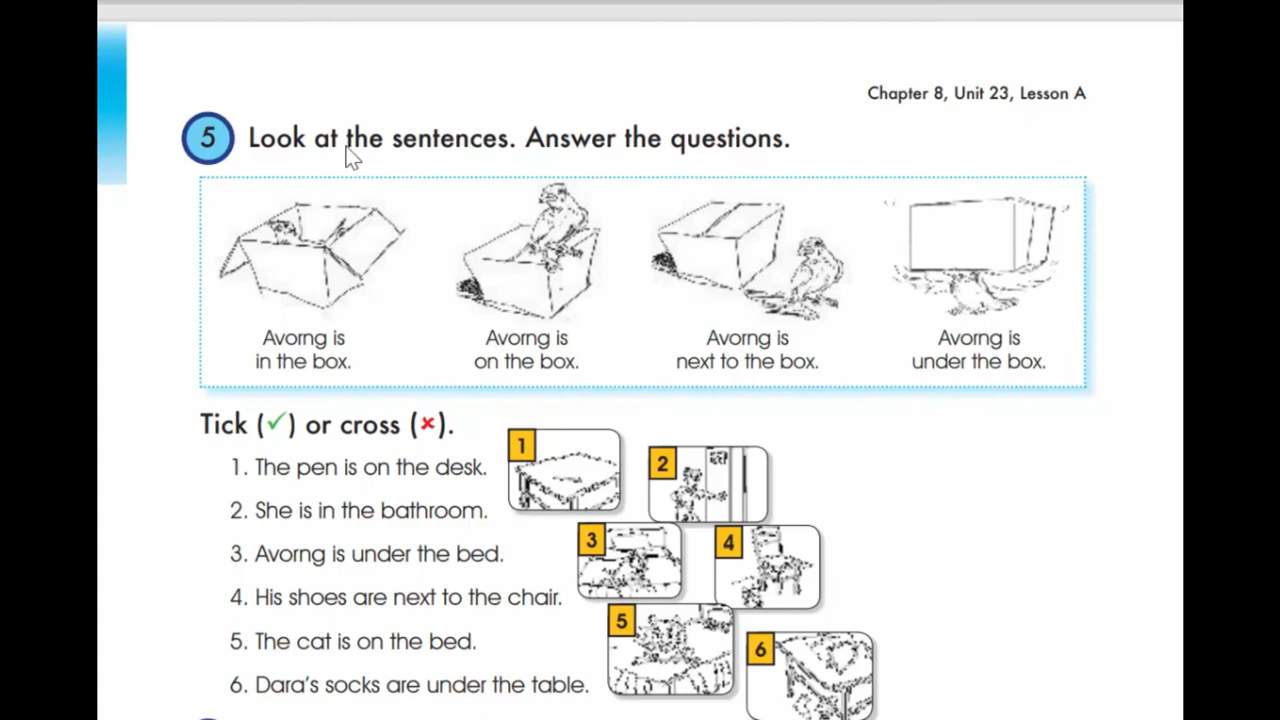 Chapter 8, Unit 23, Lesson A
5 Look at the sentences. Answer the questions.
Avorng is
in the box.
Avorng is
on the box.
Avorng is
next to the box.
Avorng is
under the box.
Tick (✓) or cross (✗).
1. The pen is on the desk.
2. She is in the bathroom.
3. Avorng is under the bed.
4. His shoes are next to the chair.
5. The cat is on the bed.
6. Dara's socks are under the table.
1
2
3
4
5
6